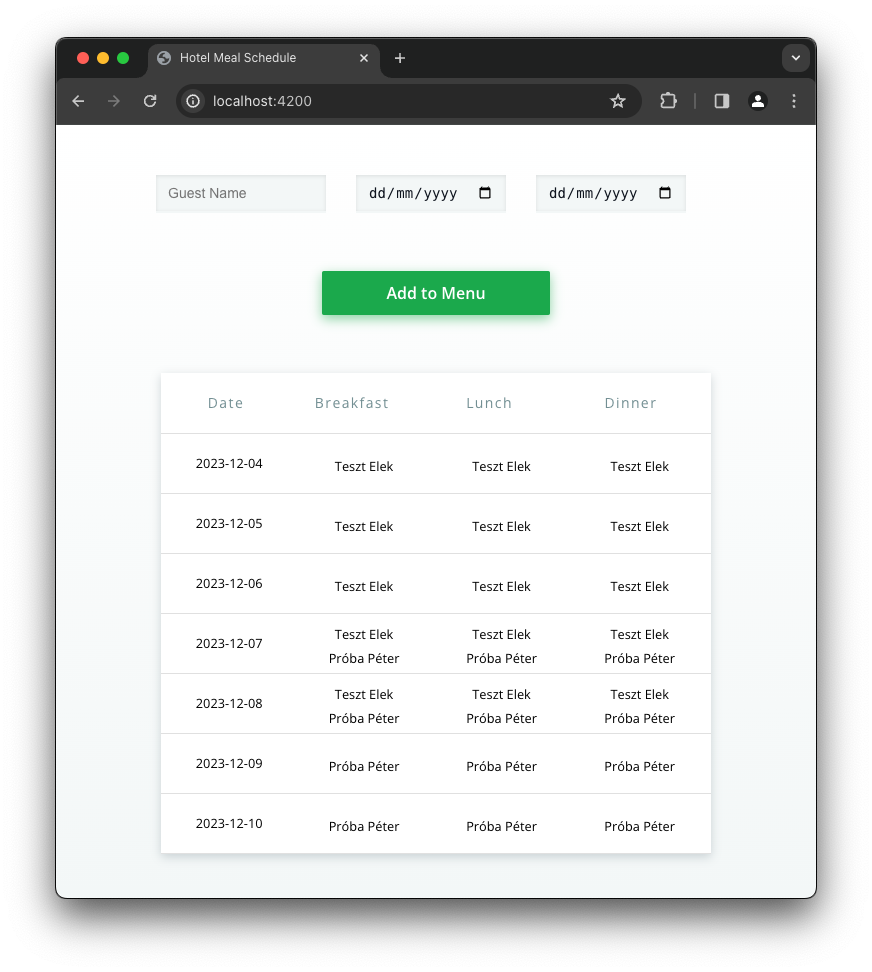 Hotel Meal Schedule
localhost:4200
Guest Name dd/mm/yyyy dd/mm/yyyy
Add to Menu
Date Breakfast Lunch Dinner
2023-12-04 Teszt Elek Teszt Elek Teszt Elek
2023-12-05 Teszt Elek Teszt Elek Teszt Elek
2023-12-06 Teszt Elek Teszt Elek Teszt Elek
Teszt Elek Teszt Elek Teszt Elek
2023-12-07
Próba Péter Próba Péter Próba Péter
Teszt Elek Teszt Elek Teszt Elek
2023-12-08
Próba Péter Próba Péter Próba Péter
2023-12-09 Próba Péter Próba Péter Próba Péter
2023-12-10 Próba Péter Próba Péter Próba Péter